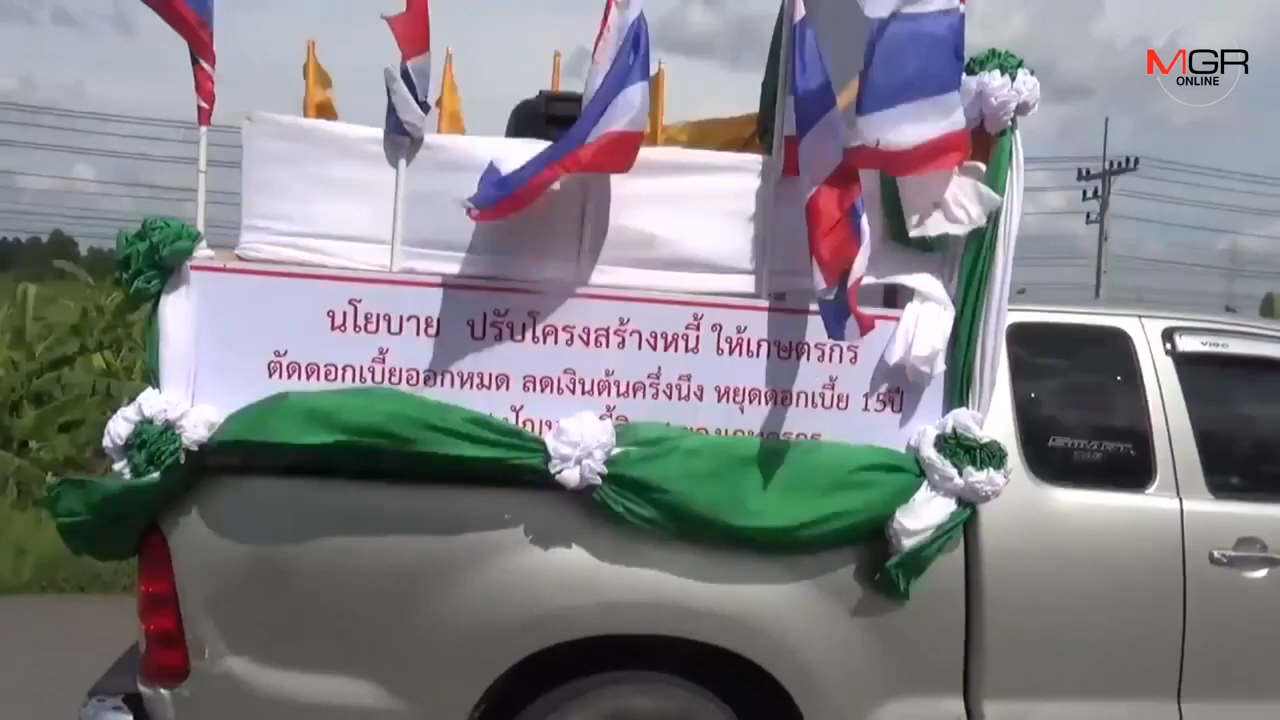 MGR
ONLINE
นโยบาย ปรับโครงสร้างหนี้ ให้เกษตรกร
ตัดดอกเบี้ยออกหมด ลดเงินต้นครึ่งนึง หยุดดอกเบี้ย 15ปี
VIGO
SMART